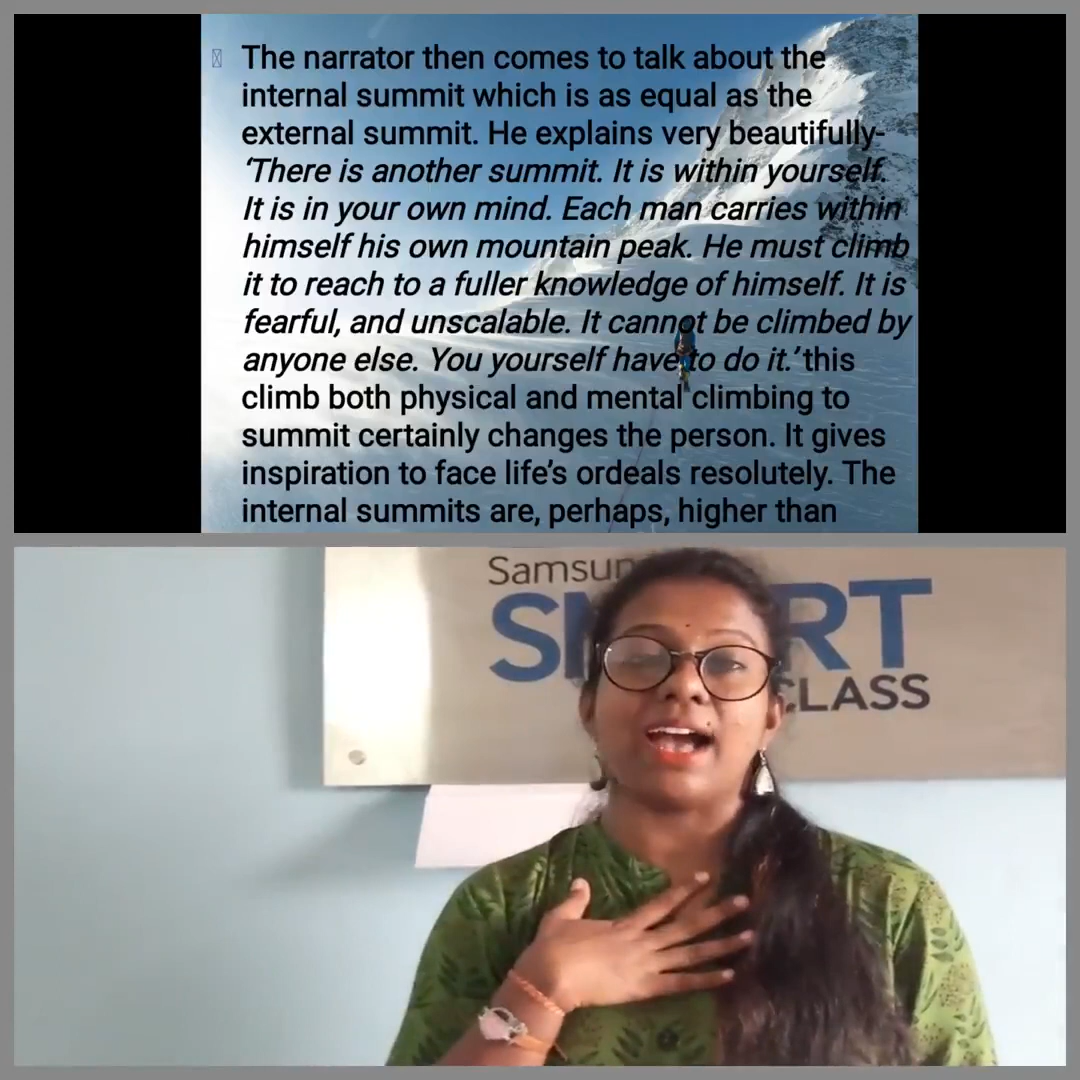 The narrator then comes to talk about the
internal summit which is as equal as the
external summit. He explains very beautifully-
‘There is another summit. It is within yourself.
It is in your own mind. Each man carries within
himself his own mountain peak. He must climb
it to reach to a fuller knowledge of himself. It is
fearful, and unscalable. It cannot be climbed by
anyone else. You yourself have to do it.’ this
climb both physical and mental climbing to
summit certainly changes the person. It gives
inspiration to face life’s ordeals resolutely. The
internal summits are, perhaps, higher than
CLASS